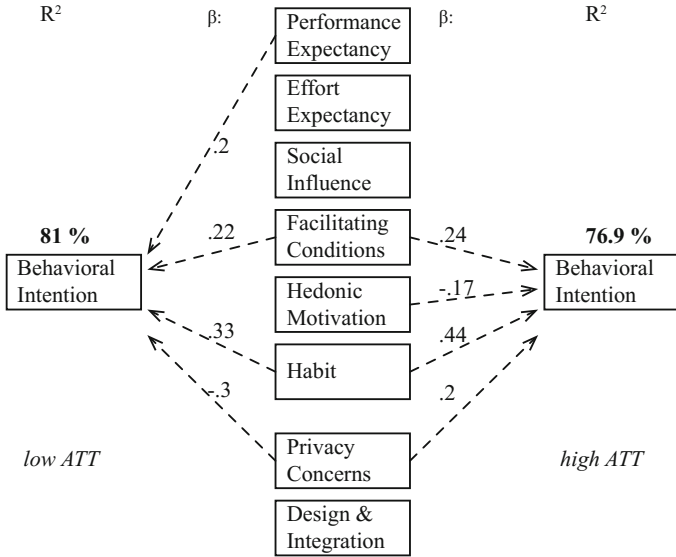 R²
β:
β:
R²
Performance
Expectancy
Effort
Expectancy
.2
Social
Influence
81 %
.22
Facilitating
Conditions
.24
76.9 %
Behavioral
Intention
Hedonic
Motivation
-.17
Behavioral
Intention
.33
Habit
.44
-.3
.2
low ATT
Privacy
Concerns
high ATT
Design &
Integration